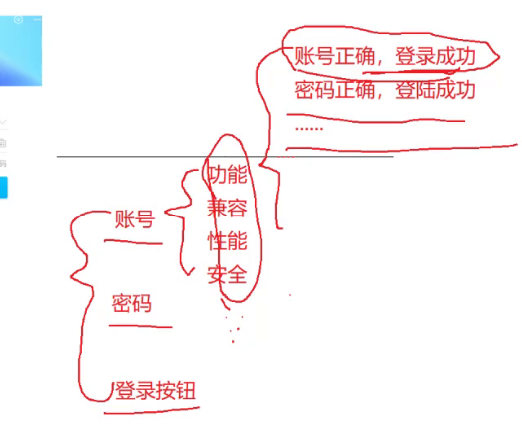 账号正确，登录成功
密码正确，登陆成功
……
功能
兼容
性能
安全
账号
密码
登录按钮